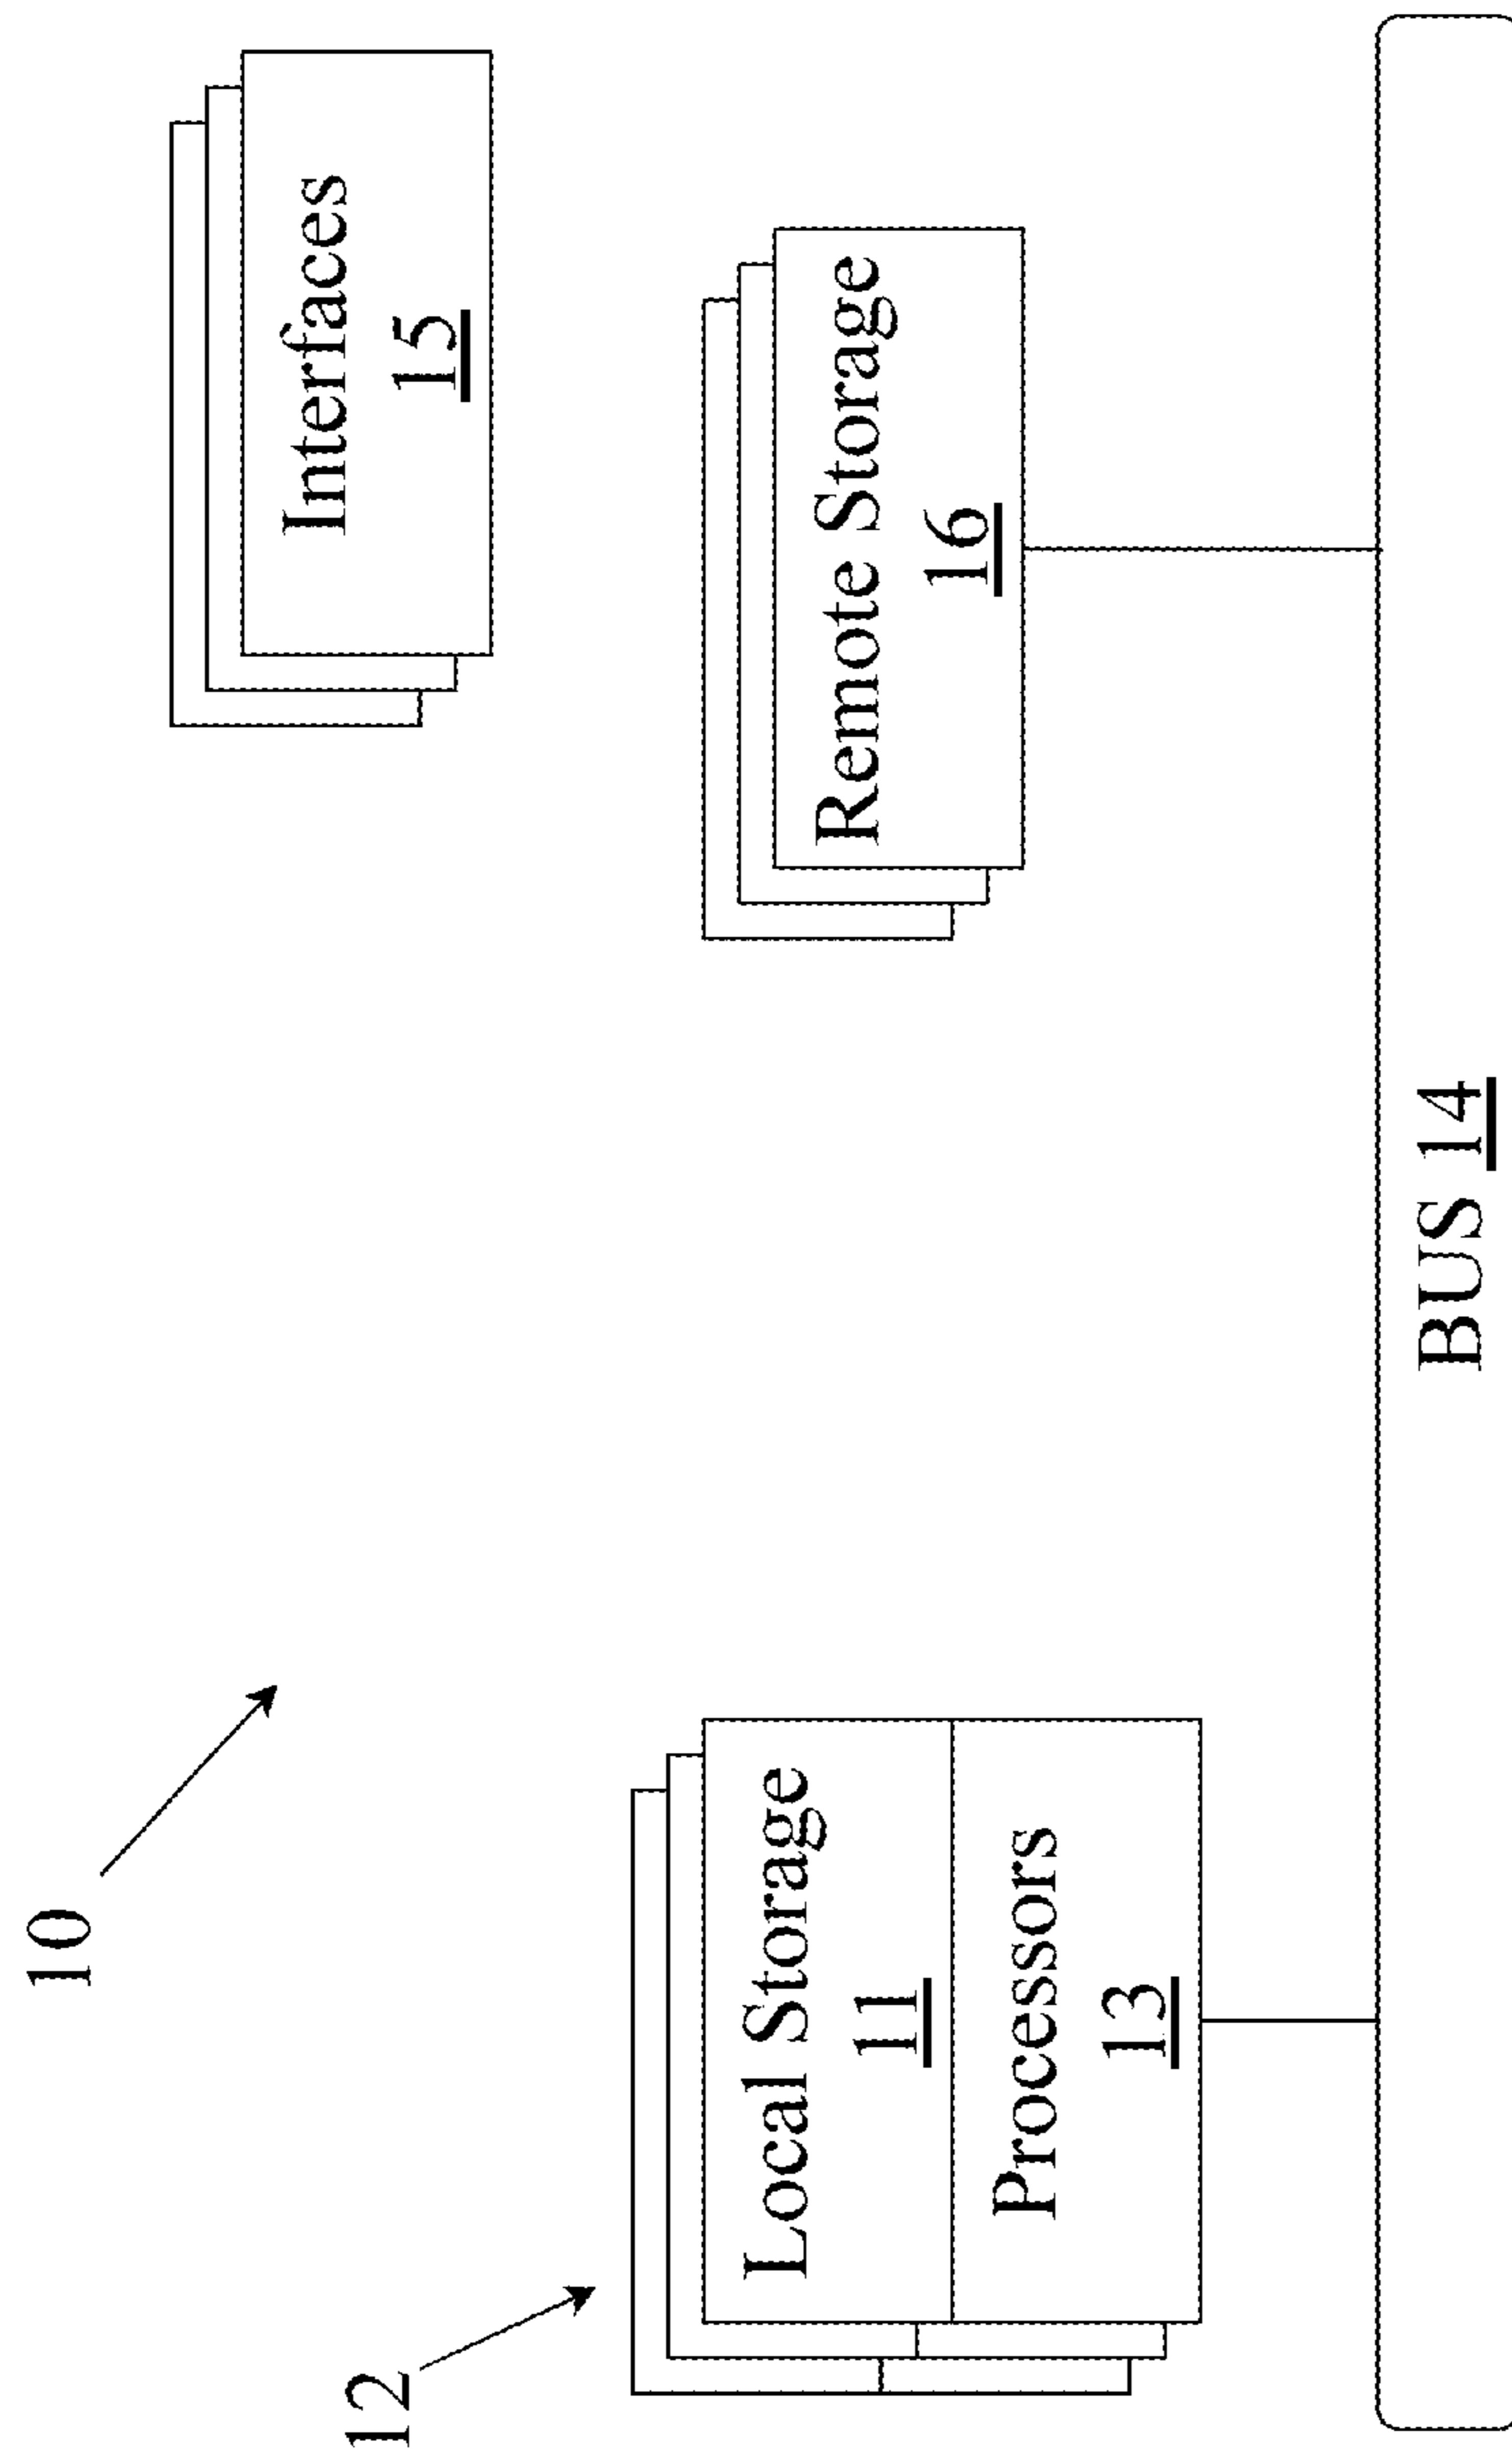 10
Interfaces
15
12
Local Storage
11
Processors
13
Remote Storage
16
BUS 14